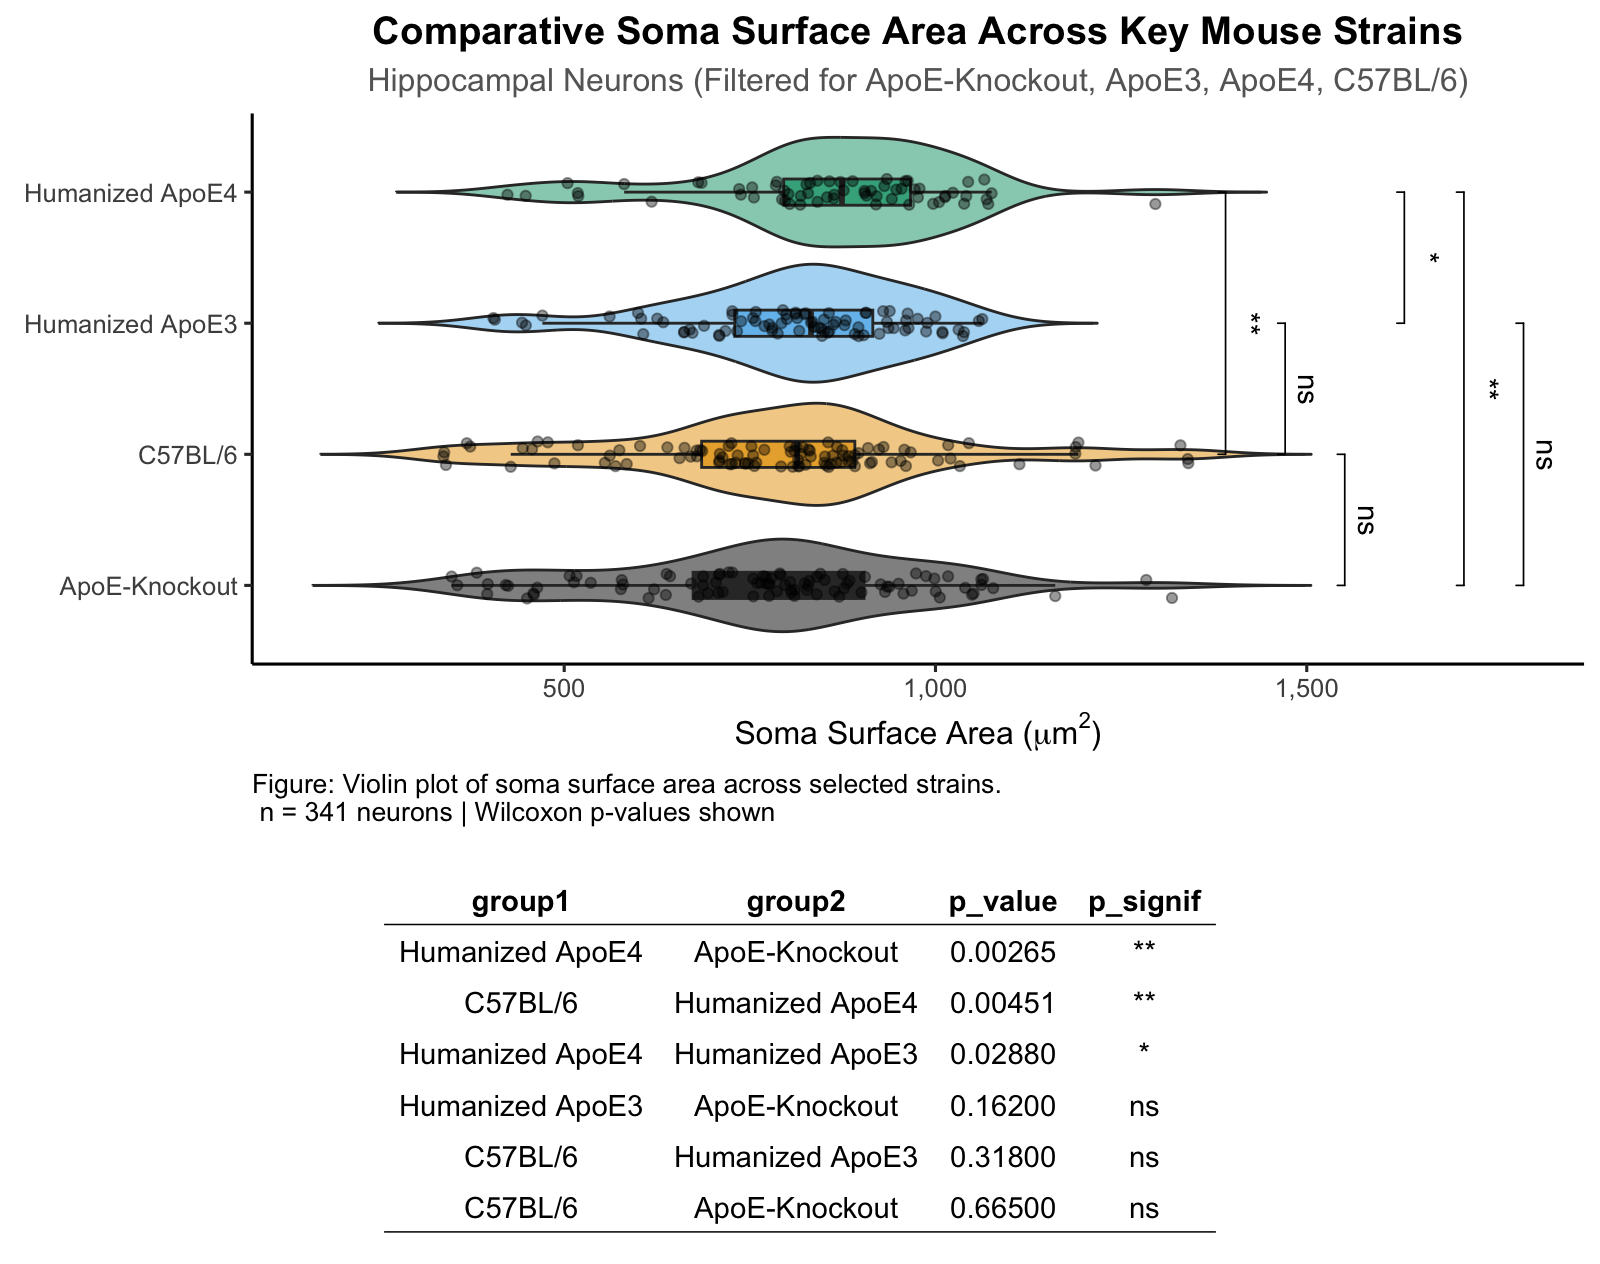 Comparative Soma Surface Area Across Key Mouse Strains
Hippocampal Neurons (Filtered for ApoE-Knockout, ApoE3, ApoE4, C57BL/6)
Humanized ApoE4
Humanized ApoE3
C57BL/6
ApoE-Knockout
**
ns
ns
*
**
ns
500 1,000 1,500
Soma Surface Area (μm²)
Figure: Violin plot of soma surface area across selected strains.
n = 341 neurons | Wilcoxon p-values shown
group1 group2 p_value p_signif
Humanized ApoE4 ApoE-Knockout 0.00265 **
C57BL/6 Humanized ApoE4 0.00451 **
Humanized ApoE4 Humanized ApoE3 0.02880 *
Humanized ApoE3 ApoE-Knockout 0.16200 ns
C57BL/6 Humanized ApoE3 0.31800 ns
C57BL/6 ApoE-Knockout 0.66500 ns